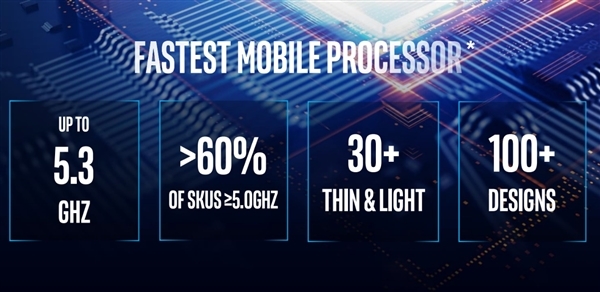 FASTEST MOBILE PROCESSOR*
UP TO
5.3
GHZ
>60%
OF SKUS ≥5.0GHZ
30+
THIN & LIGHT
100+
DESIGNS